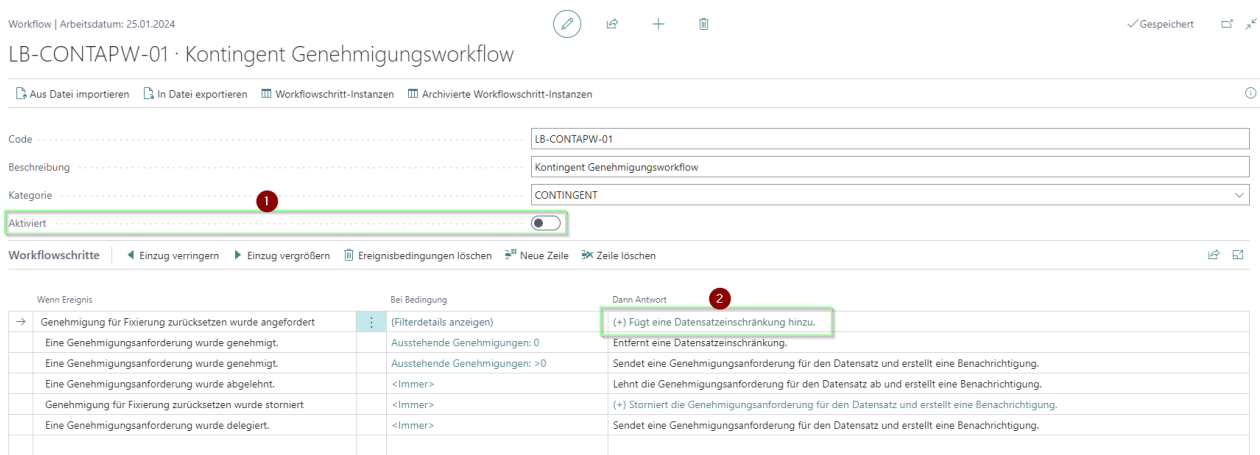 Workflow | Arbeitsdatum: 25.01.2024
Gespeichert
LB-CONTAPW-01 · Kontingent Genehmigungsworkflow
Aus Datei importieren In Datei exportieren Workflowschritt-Instanzen Archivierte Workflowschritt-Instanzen
Code LB-CONTAPW-01
Beschreibung Kontingent Genehmigungsworkflow
Kategorie CONTINGENT
1
Aktiviert
Workflowschritte Einzug verringern Einzug vergrößern Ereignisbedingungen löschen Neue Zeile Zeile löschen
Wenn Ereignis Bei Bedingung Dann Antwort 2
Genehmigung für Fixierung zurücksetzen wurde angefordert (Filterdetails anzeigen) (+) Fügt eine Datensatzeinschränkung hinzu.
Eine Genehmigungsanforderung wurde genehmigt. Ausstehende Genehmigungen: 0 Entfernt eine Datensatzeinschränkung.
Eine Genehmigungsanforderung wurde genehmigt. Ausstehende Genehmigungen: >0 Sendet eine Genehmigungsanforderung für den Datensatz und erstellt eine Benachrichtigung.
Eine Genehmigungsanforderung wurde abgelehnt. <Immer> Lehnt die Genehmigungsanforderung für den Datensatz ab und erstellt eine Benachrichtigung.
Genehmigung für Fixierung zurücksetzen wurde storniert <Immer> (+) Storniert die Genehmigungsanforderung für den Datensatz und erstellt eine Benachrichtigung.
Eine Genehmigungsanforderung wurde delegiert. <Immer> Sendet eine Genehmigungsanforderung für den Datensatz und erstellt eine Benachrichtigung.